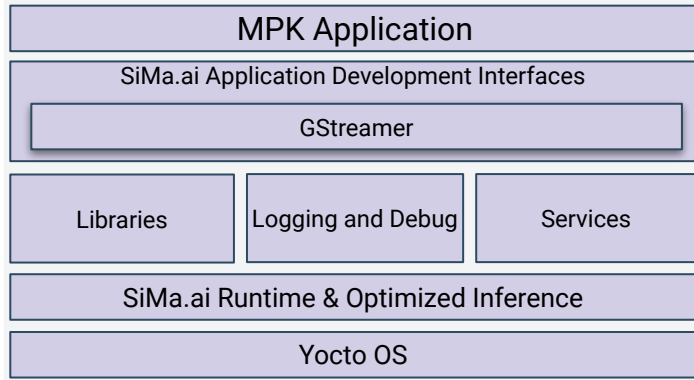 MPK Application
SiMa.ai Application Development Interfaces
GStreamer
Libraries
Logging and Debug
Services
SiMa.ai Runtime & Optimized Inference
Yocto OS